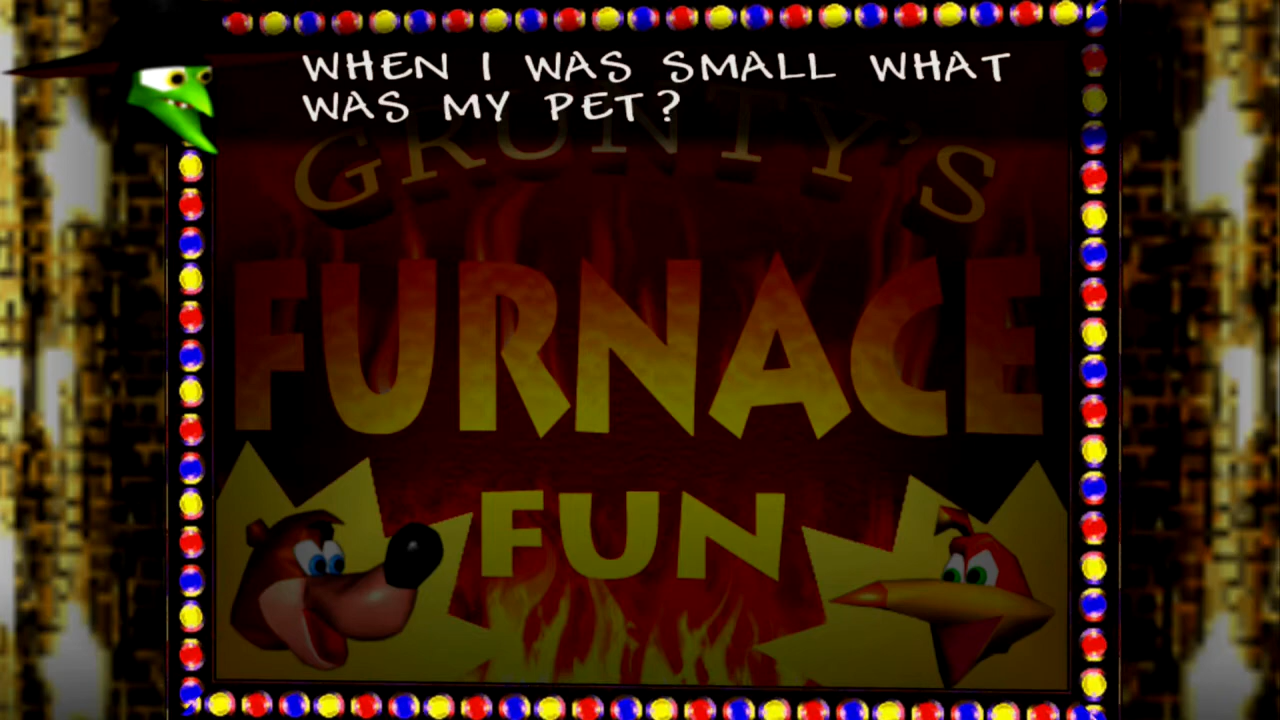 WHEN I WAS SMALL WHAT
WAS MY PET?
GRUNTY'S
FURNACE
FUN